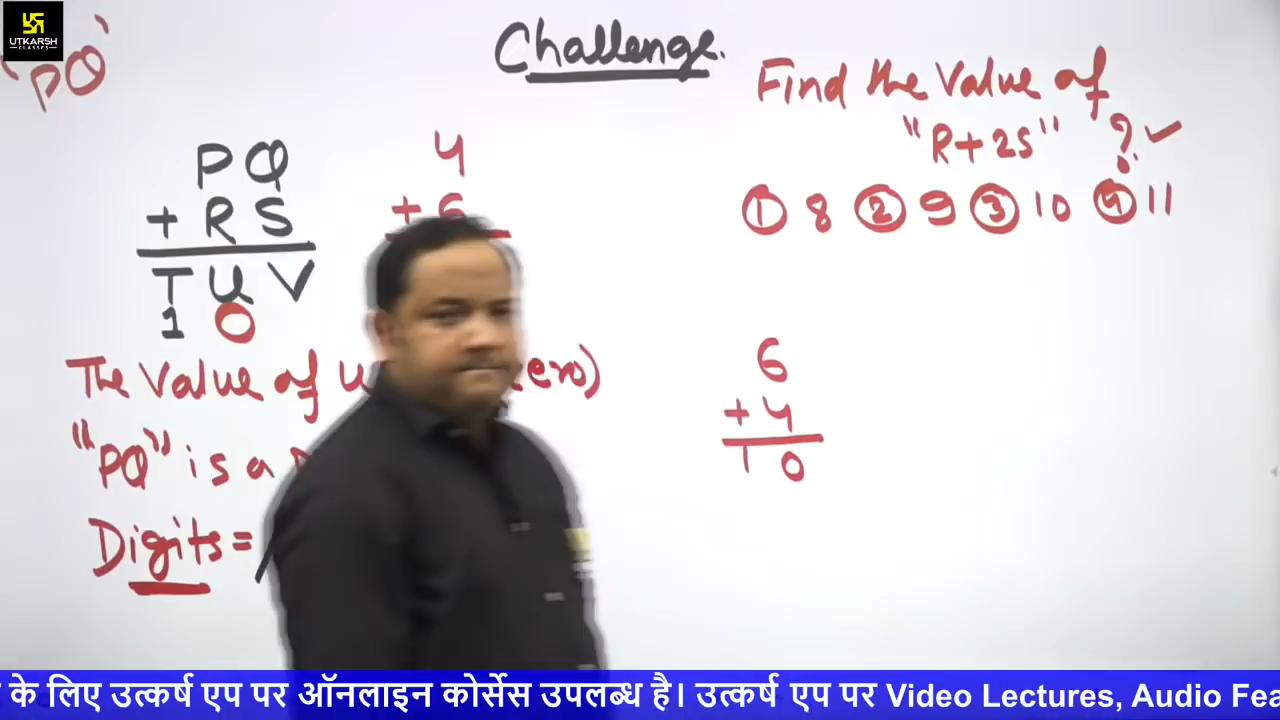 UTKARSH
CLASSES
"PQ"
Challenge.
Find the Value of
"R+2S" ?
① 8 ② 9 ③ 10 ④ 11
PQ
+ RS
TUV
1 0
4
+ 6
The Value of u ero)
"PQ" is a
Digits =
6
+ 4
1 0
के लिए उत्कर्ष एप पर ऑनलाइन कोर्सेस उपलब्ध है। उत्कर्ष एप पर Video Lectures, Audio Fea